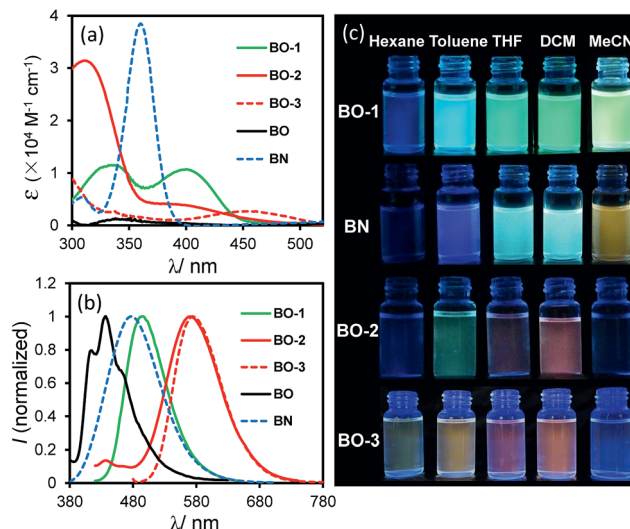 (a)
ε (×10⁴ M⁻¹ cm⁻¹)
4
3
2
1
0
300 350 400 450 500
λ/ nm
BO-1
BO-2
BO-3
BO
BN
(b)
I (normalized)
1
0.8
0.6
0.4
0.2
0
380 480 580 680 780
λ/ nm
BO-1
BO-2
BO-3
BO
BN
(c)
Hexane Toluene THF DCM MeCN
BO-1
BN
BO-2
BO-3